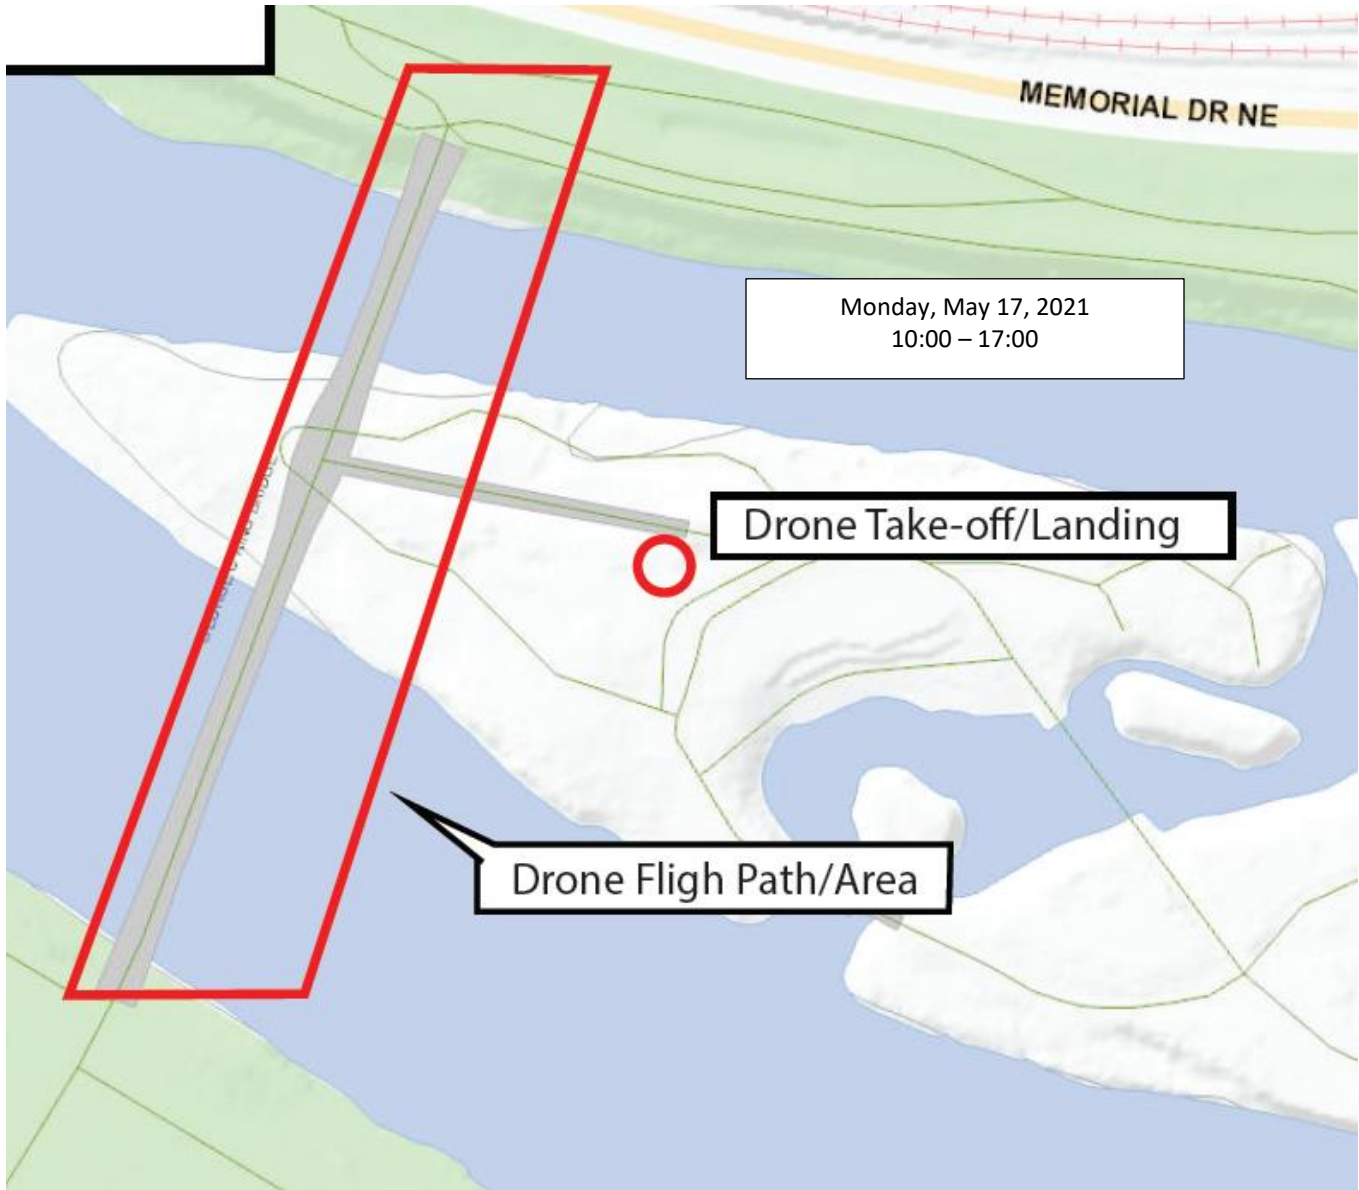 MEMORIAL DR NE
Monday, May 17, 2021
10:00 – 17:00
Drone Take-off/Landing
Drone Fligh Path/Area